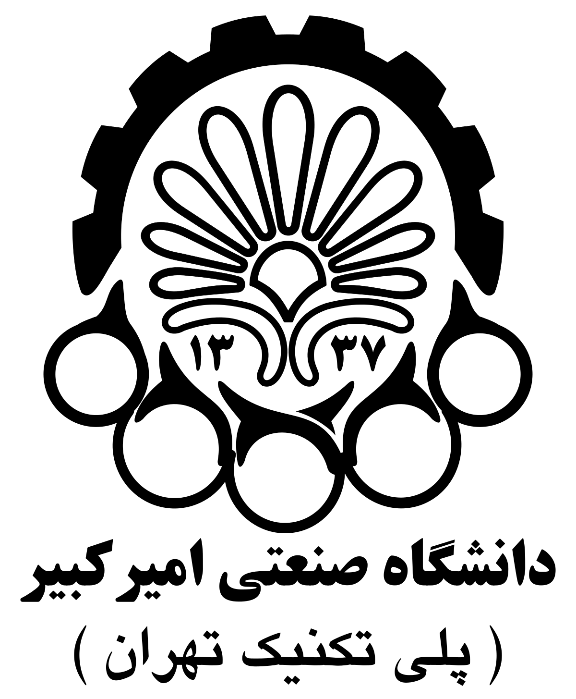 ۱۳ ۳۷
دانشگاه صنعتی امیرکبیر
( پلی تکنیک تهران )